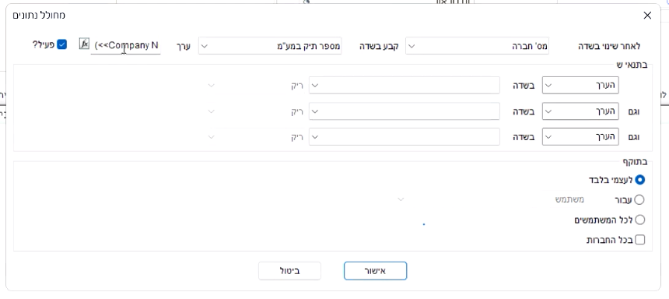 מחולל נתונים
לאחר שינוי בשדה מס' חברה קבע בשדה מספר תיק במע"מ ערך (<<Company N fx פעיל?
בתנאי ש
הערך בשדה ריק
וגם הערך בשדה ריק
וגם הערך בשדה ריק
בתוקף
לעצמי בלבד
עבור משתמש
לכל המשתמשים
בכל החברות
אישור ביטול